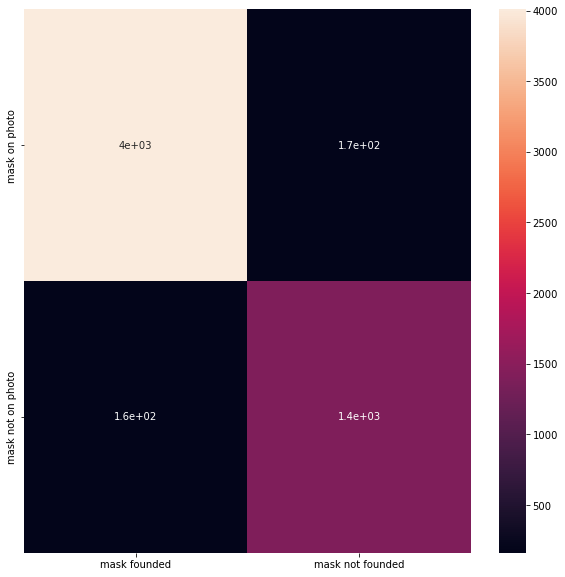 mask on photo
mask not on photo
4e+03
1.7e+02
1.6e+02
1.4e+03
mask founded
mask not founded
4000
3500
3000
2500
2000
1500
1000
500